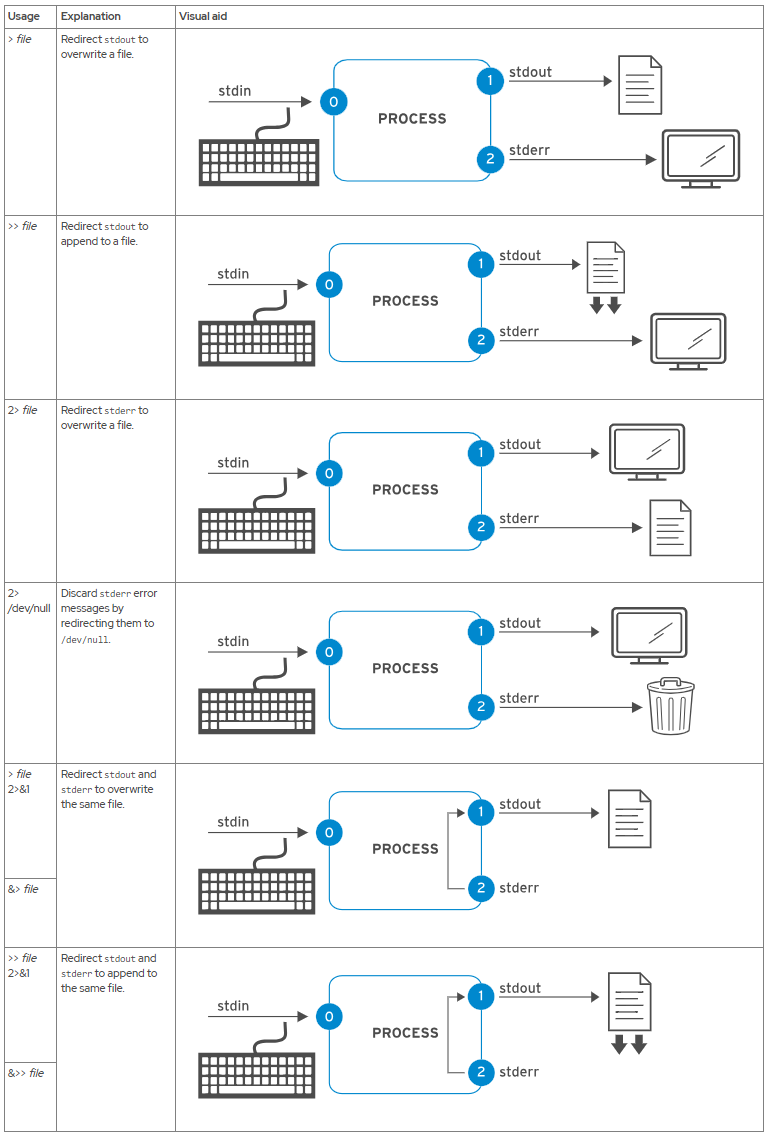 Usage
Explanation
Visual aid
> file
Redirect stdout to
overwrite a file.
stdin
0
PROCESS
1
stdout
2
stderr
>> file
Redirect stdout to
append to a file.
stdin
0
PROCESS
1
stdout
2
stderr
2> file
Redirect stderr to
overwrite a file.
stdin
0
PROCESS
1
stdout
2
stderr
2>
/dev/null
Discard stderr error
messages by
redirecting them to
/dev/null.
stdin
0
PROCESS
1
stdout
2
stderr
> file
2>&1
&> file
Redirect stdout and
stderr to overwrite
the same file.
stdin
0
PROCESS
1
stdout
2
stderr
>> file
2>&1
&>> file
Redirect stdout and
stderr to append to
the same file.
stdin
0
PROCESS
1
stdout
2
stderr